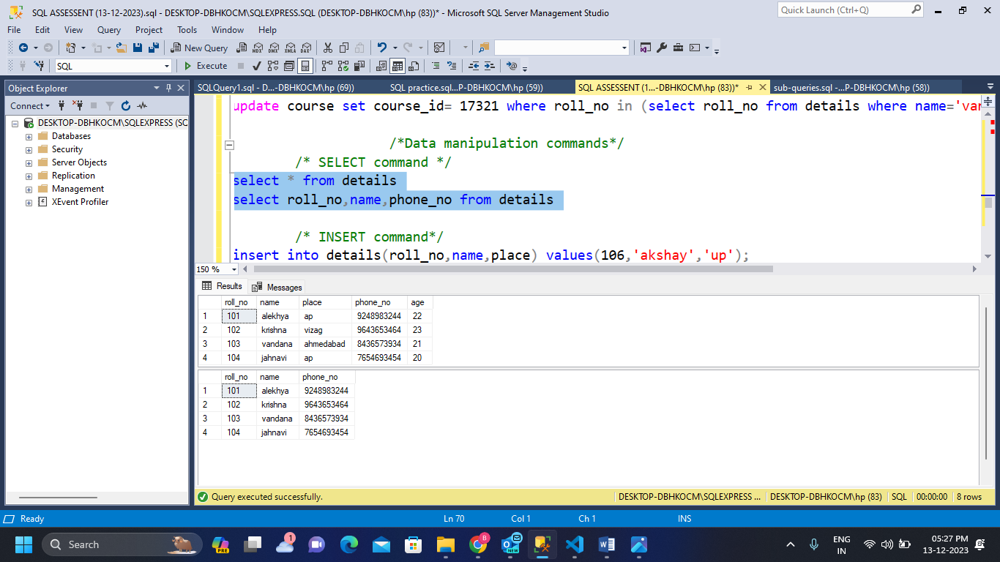 SQL ASSESSENT (13-12-2023).sql - DESKTOP-DBHKOCM\SQLEXPRESS.SQL (DESKTOP-DBHKOCM\hp (83))* - Microsoft SQL Server Management Studio
Quick Launch (Ctrl+Q)
File Edit View Query Project Tools Window Help
New Query MDX DMX XMLA DAX
SQL Execute
Object Explorer
Connect
DESKTOP-DBHKOCM\SQLEXPRESS (SQ
Databases
Security
Server Objects
Replication
Management
XEvent Profiler
SQLQuery1.sql - D...-DBHKOCM\hp (69)) SQL practice.sql...P-DBHKOCM\hp (59)) SQL ASSESSENT (1...-DBHKOCM\hp (83))* sub-queries.sql -...P-DBHKOCM\hp (58))
update course set course_id= 17321 where roll_no in (select roll_no from details where name='van
/*Data manipulation commands*/
/* SELECT command */
select * from details
select roll_no,name,phone_no from details
/* INSERT command*/
insert into details(roll_no,name,place) values(106,'akshay','up');
150 %
Results Messages
roll_no name place phone_no age
1 101 alekhya ap 9248983244 22
2 102 krishna vizag 9643653464 23
3 103 vandana ahmedabad 8436573934 21
4 104 jahnavi ap 7654693454 20
roll_no name phone_no
1 101 alekhya 9248983244
2 102 krishna 9643653464
3 103 vandana 8436573934
4 104 jahnavi 7654693454
Query executed successfully. DESKTOP-DBHKOCM\SQLEXPRESS ... DESKTOP-DBHKOCM\hp (83) SQL 00:00:00 8 rows
Ready Ln 70 Col 1 Ch 1 INS
Search PRE 1 B NEW ENG IN 05:27 PM 13-12-2023